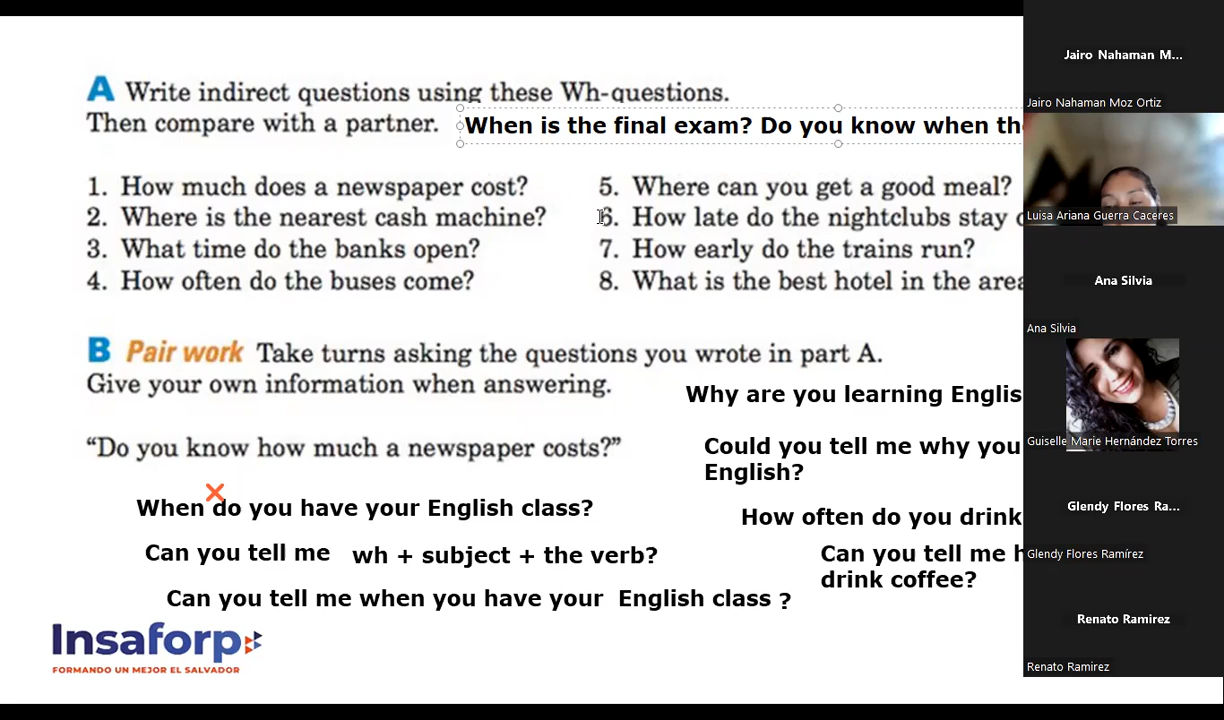 A Write indirect questions using these Wh-questions.
Then compare with a partner.
When is the final exam? Do you know when
1. How much does a newspaper cost?
2. Where is the nearest cash machine?
3. What time do the banks open?
4. How often do the buses come?
5. Where can you get a good meal?
6. How late do the nightclubs stay
7. How early do the trains run?
8. What is the best hotel in the
B Pair work Take turns asking the questions you wrote in part A.
Give your own information when answering.
"Do you know how much a newspaper costs?"
Why are you learning
Could you tell me why you
English?
When do you have your English class?
How often do you drink
Can you tell me wh + subject + the verb?
Can you tell me
drink coffee?
Can you tell me when you have your English class ?
Insaforp
FORMANDO UN MEJOR EL SALVADOR
Jairo Nahaman M...
Jairo Nahaman Moz Ortiz
Luisa Ariana Guerra Caceres
Ana Silvia
Ana Silvia
Guiselle Marie Hernández Torres
Glendy Flores Ra...
Glendy Flores Ramírez
Renato Ramirez
Renato Ramirez